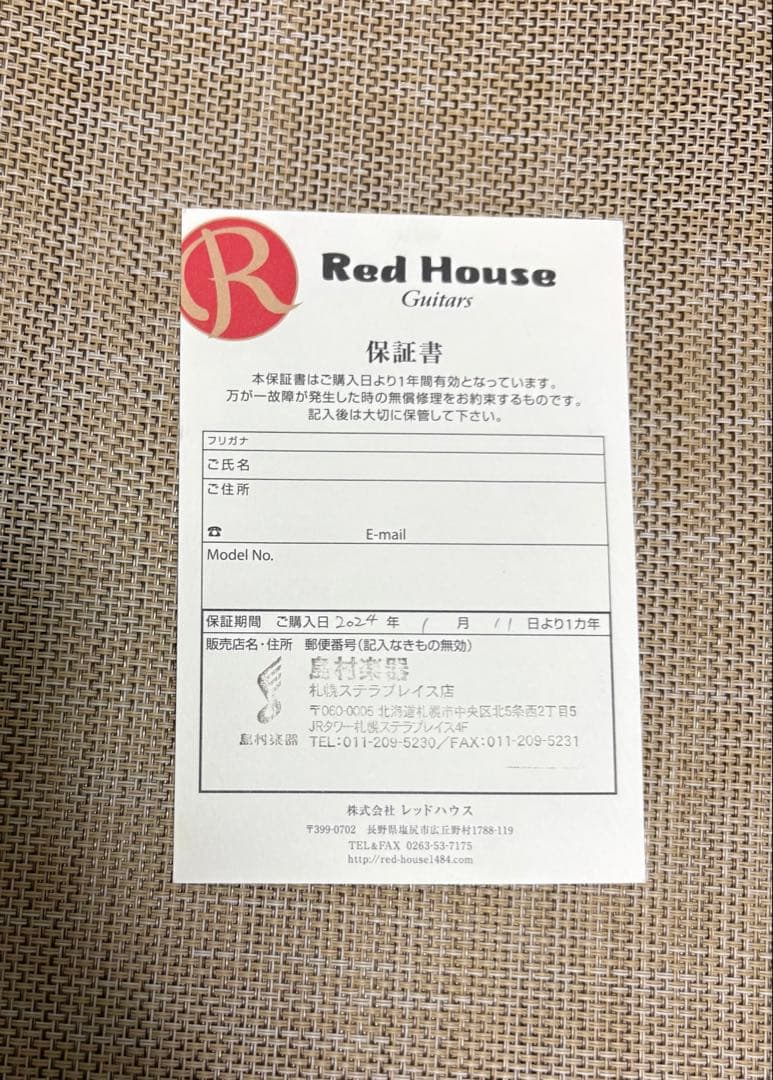 R
Red House
Guitars
保証書
本保証書はご購入日より1年間有効となっています。
万が一故障が発生した時の無償修理をお約束するものです。
記入後は大切に保管して下さい。
フリガナ
ご氏名
ご住所
☎ E-mail
Model No.
保証期間 ご購入日 2024 年 1 月 11 日より1カ年
販売店名・住所 郵便番号(記入なきもの無効)
島村楽器
札幌ステラプレイス店
〒060-0006 北海道札幌市中央区北5条西2丁目5
JRタワー札幌ステラプレイス4F
島村楽器 TEL:011-209-5230/FAX:011-209-5231
株式会社 レッドハウス
〒399-0702 長野県塩尻市広丘野村1788-119
TEL&FAX 0263-53-7175
http://red-house1484.com